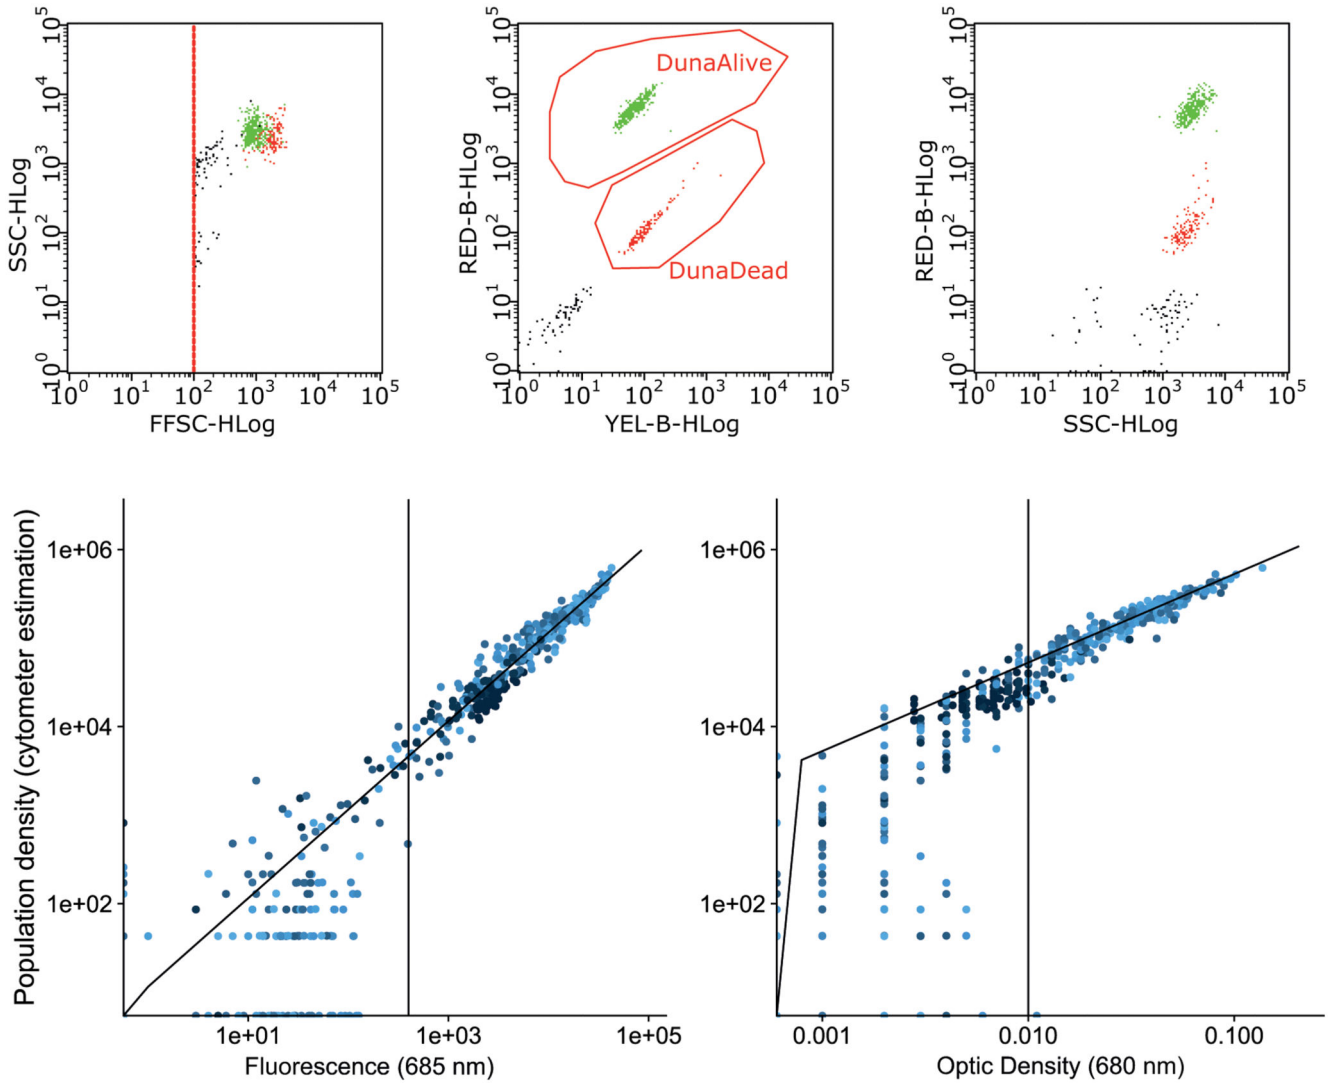 SSC-HLog
10^5
10^4
10^3
10^2
10^1
10^0
10^0 10^1 10^2 10^3 10^4 10^5
FFSC-HLog
RED-B-HLog
10^5
10^4
10^3
10^2
10^1
10^0
DunaAlive
DunaDead
10^0 10^1 10^2 10^3 10^4 10^5
YEL-B-HLog
RED-B-HLog
10^5
10^4
10^3
10^2
10^1
10^0
10^0 10^1 10^2 10^3 10^4 10^5
SSC-HLog
Population density (cytometer estimation)
1e+06
1e+04
1e+02
1e+01 1e+03 1e+05
Fluorescence (685 nm)
1e+06
1e+04
1e+02
0.001 0.010 0.100
Optic Density (680 nm)